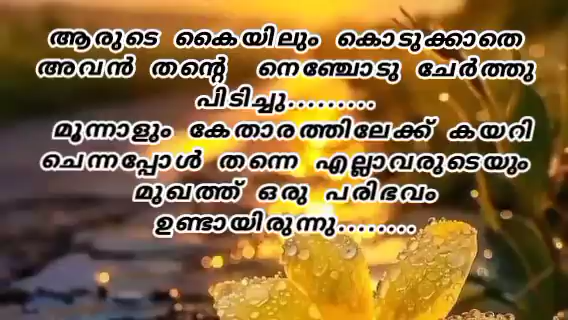 ആരുടെ കൈയിലും കൊടുക്കാതെ
അവൻ തന്റെ നെഞ്ചോടു ചേർത്തു
പിടിച്ചു.........
മൂന്നാളും കേതാരത്തിലേക്ക് കയറി
ചെന്നപ്പോൾ തന്നെ എല്ലാവരുടെയും
മുഖത്ത് ഒരു പരിഭവം
ഉണ്ടായിരുന്നു........